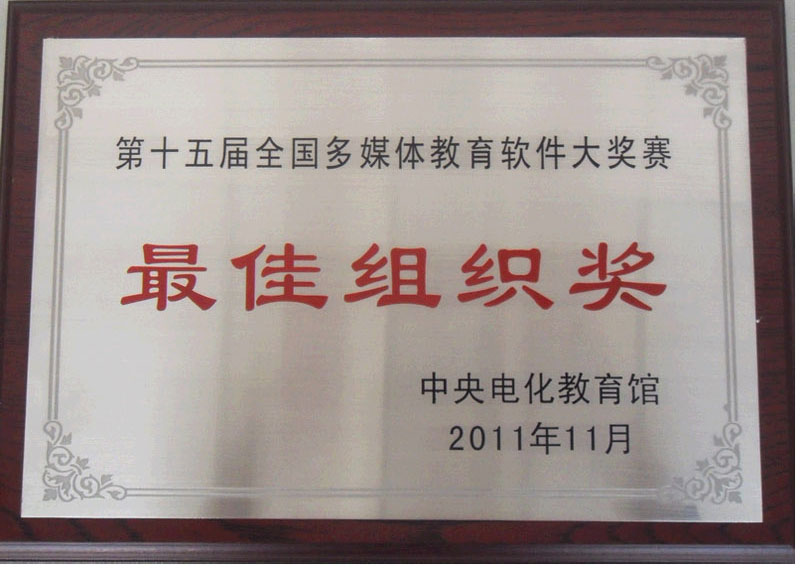 第十五届全国多媒体教育软件大奖赛
最佳组织奖
中央电化教育馆
2011年11月